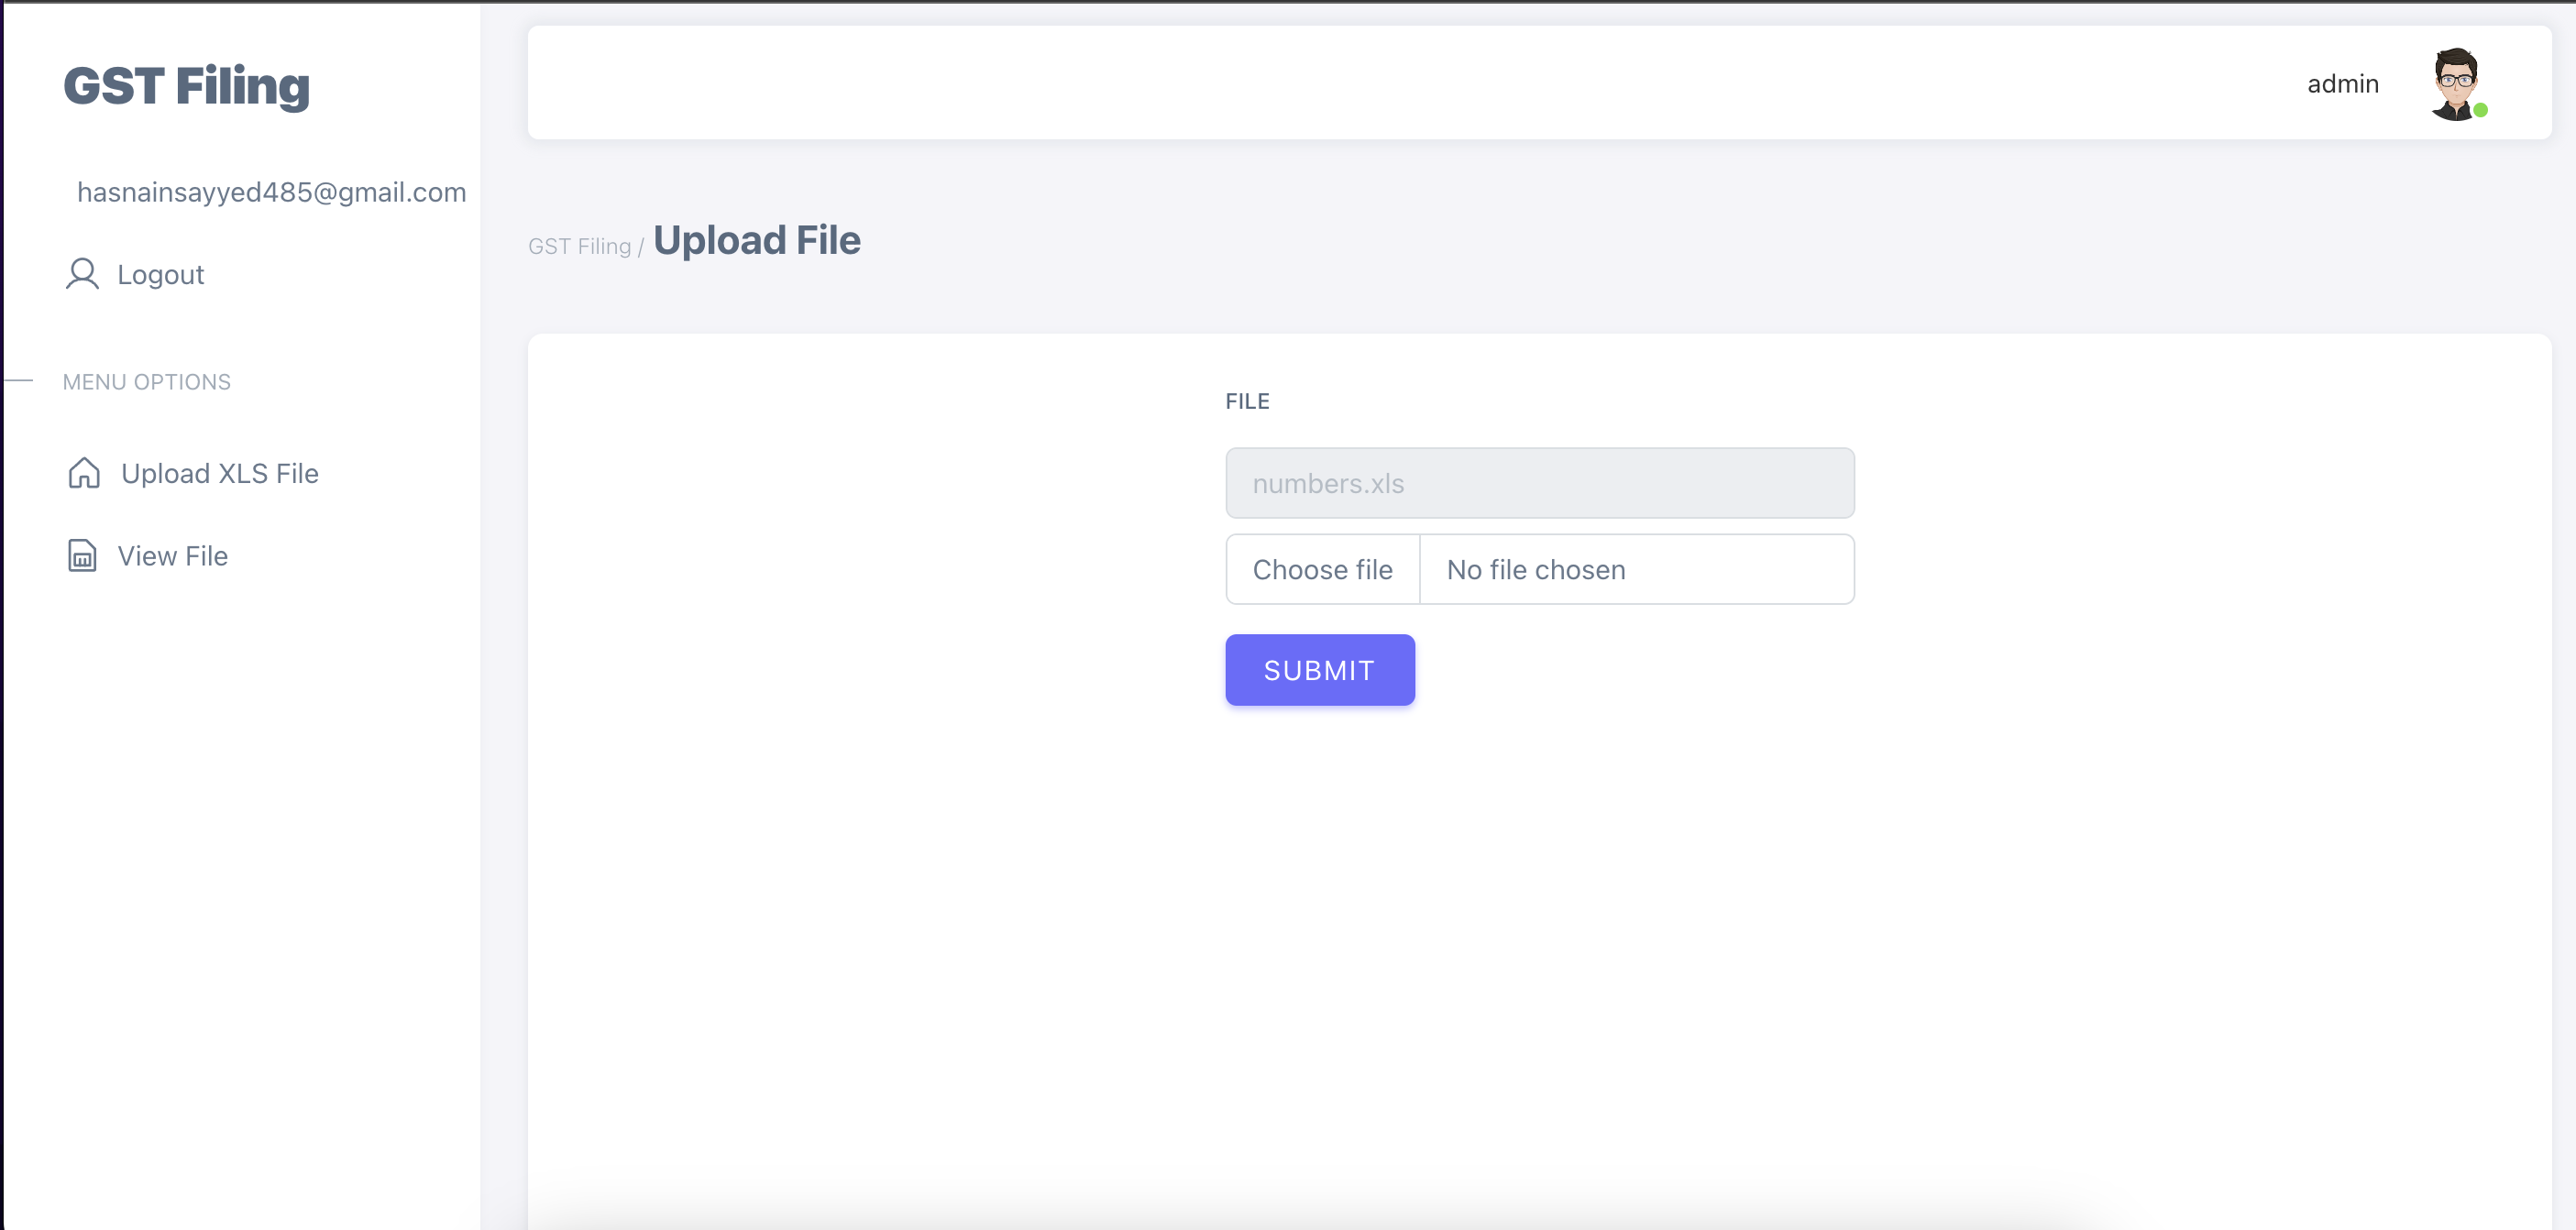 GST Filing
hasnainsayyed485@gmail.com
Logout
MENU OPTIONS
Upload XLS File
View File
admin
GST Filing / Upload File
FILE
numbers.xls
Choose file No file chosen
SUBMIT